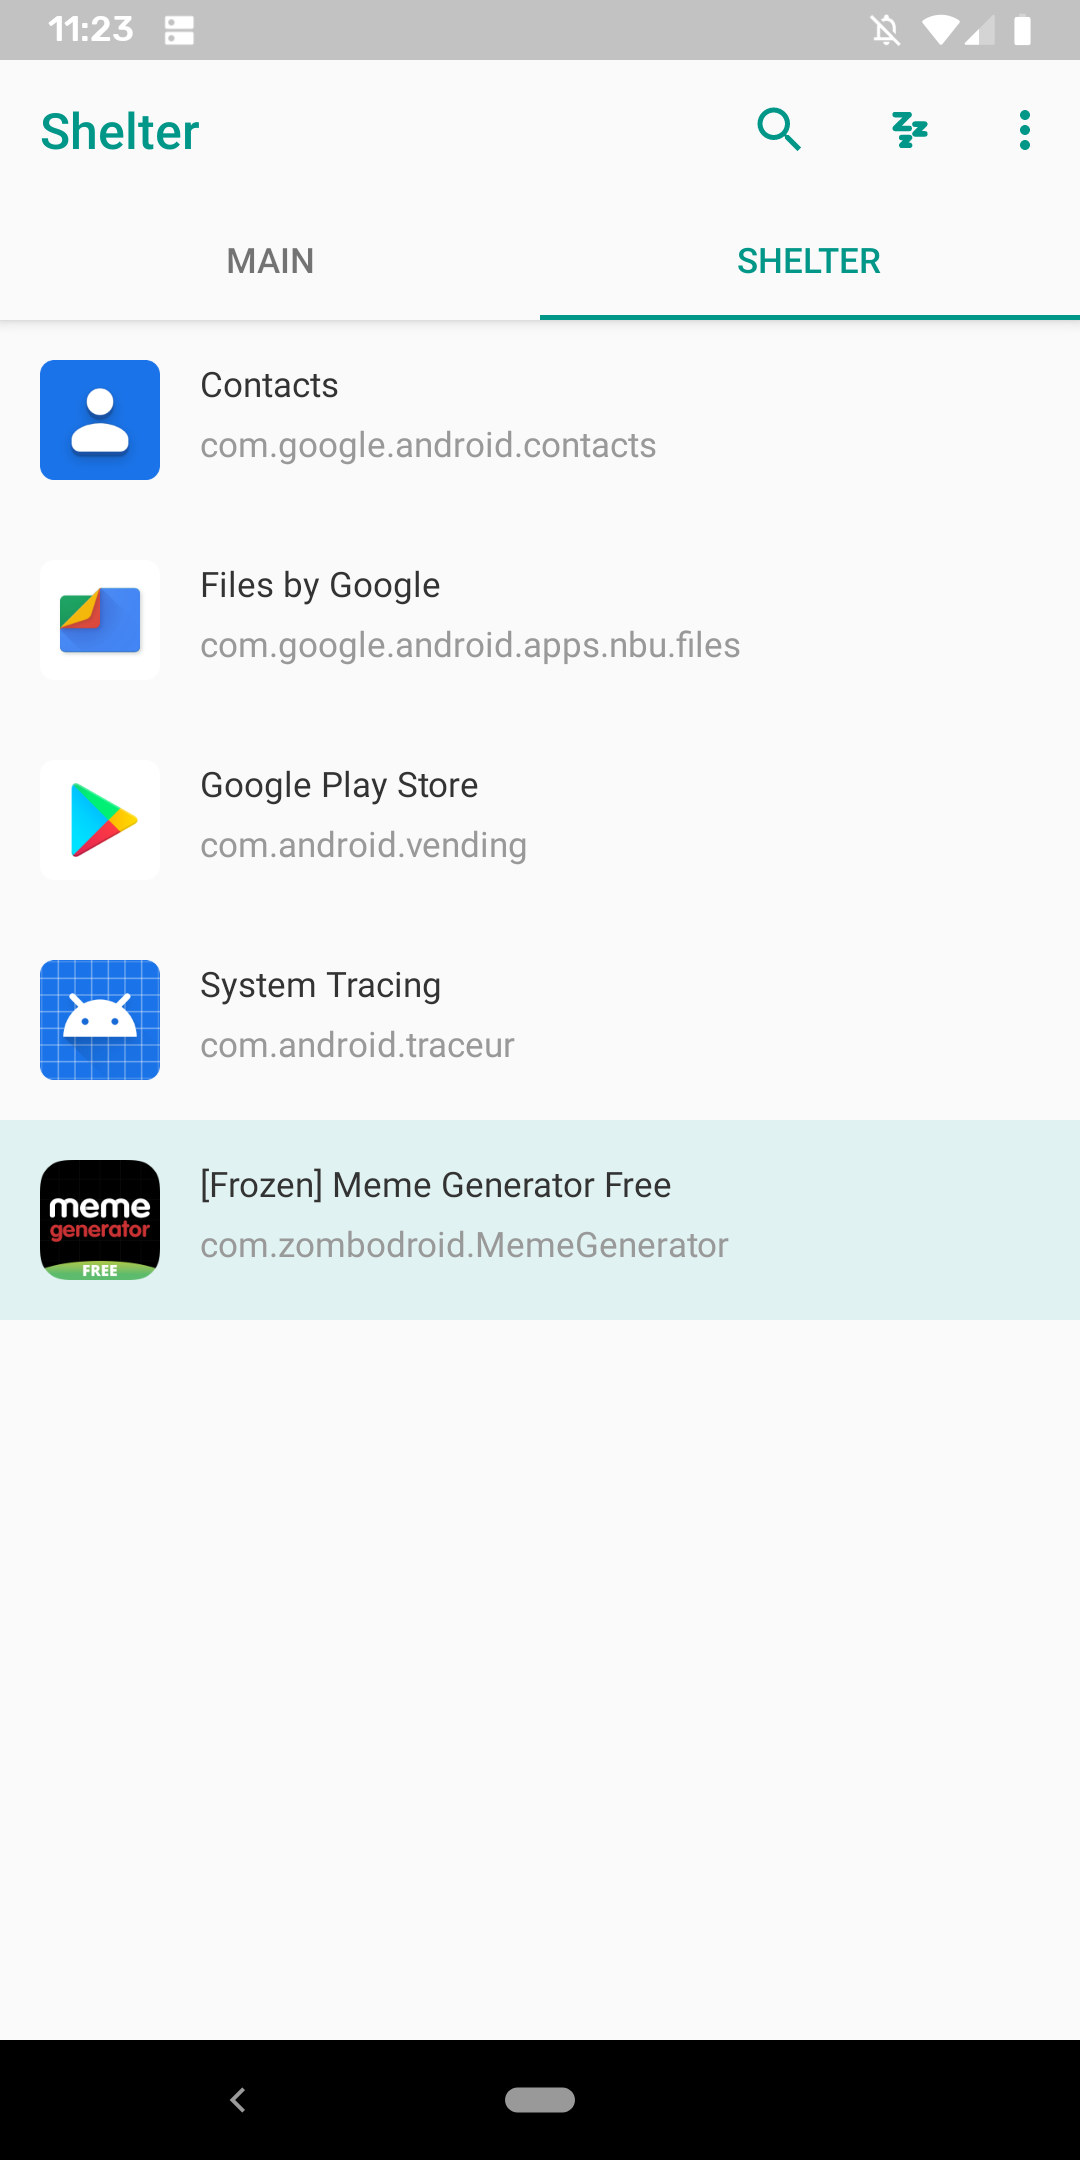 11:23
Shelter
MAIN
SHELTER
Contacts
com.google.android.contacts
Files by Google
com.google.android.apps.nbu.files
Google Play Store
com.android.vending
System Tracing
com.android.traceur
meme
generator
FREE
[Frozen] Meme Generator Free
com.zombodroid.MemeGenerator